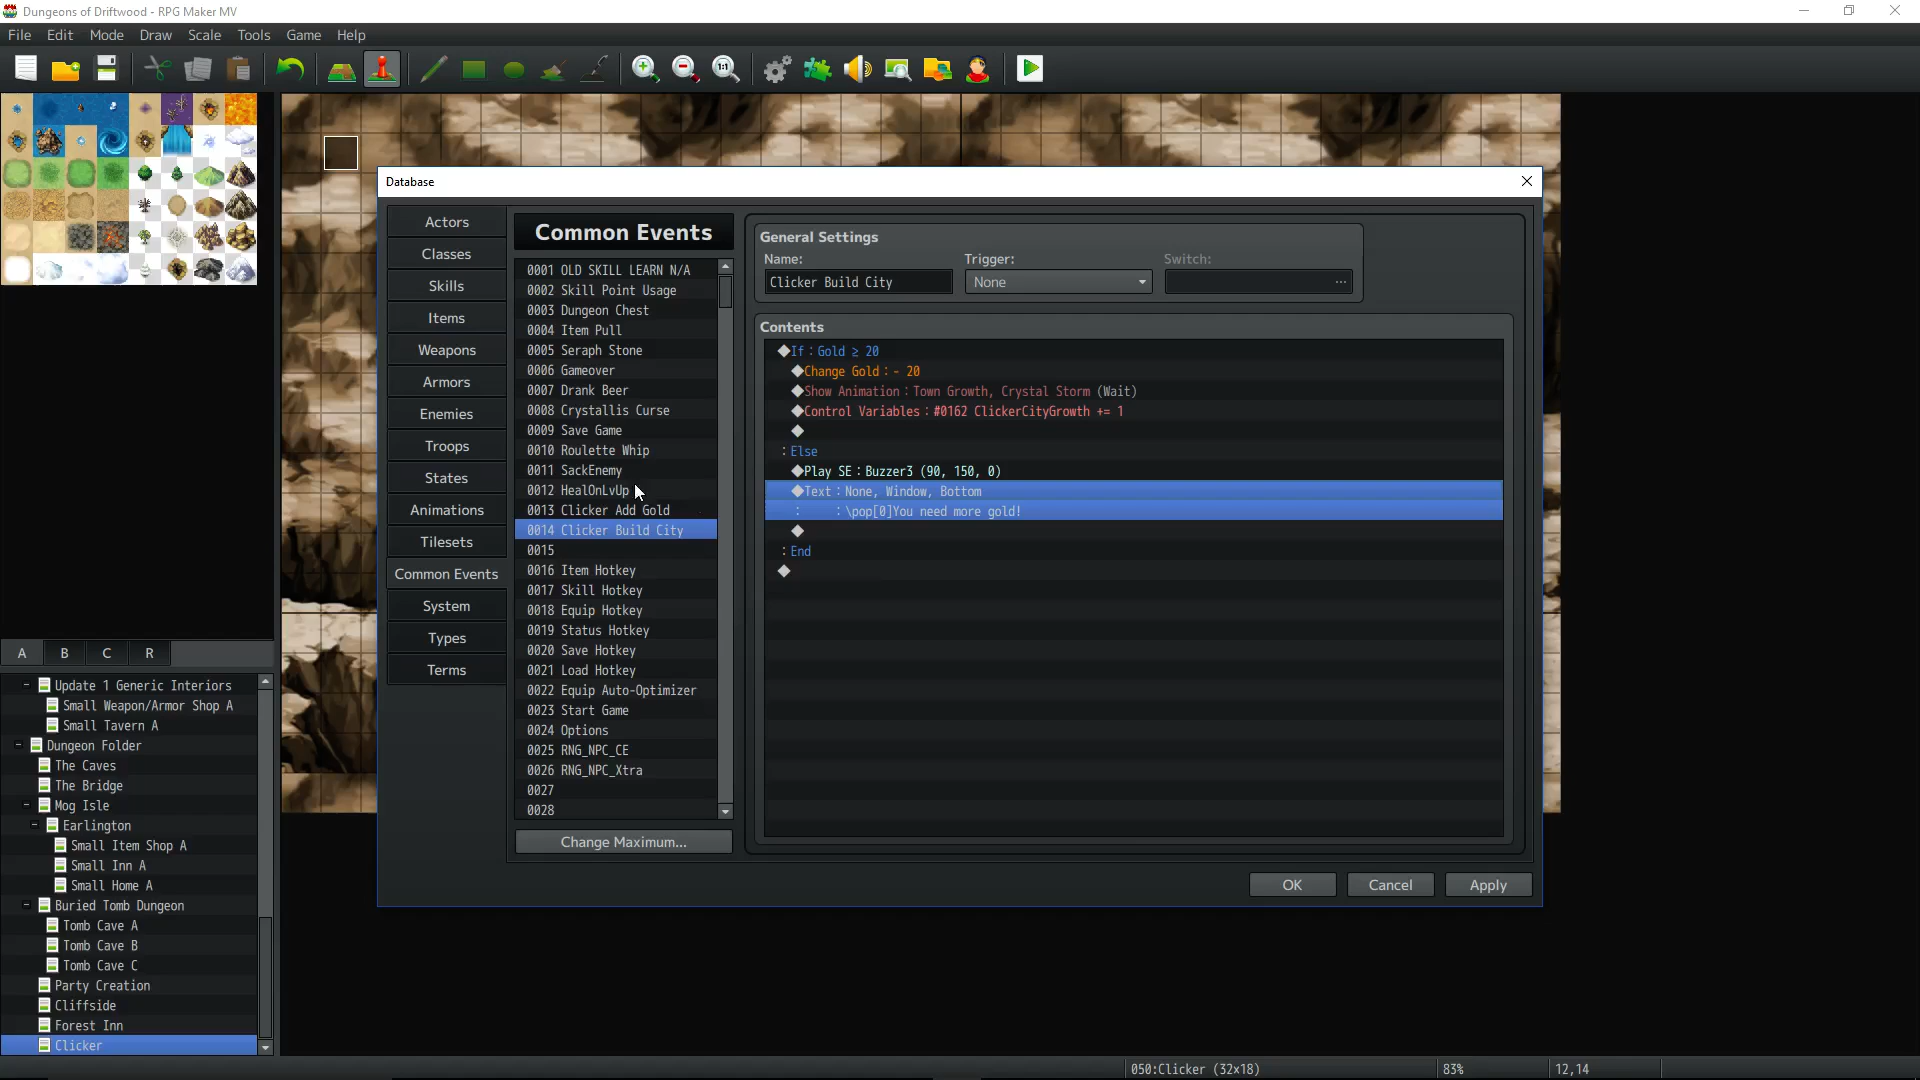 Dungeons of Driftwood - RPG Maker MV
File Edit Mode Draw Scale Tools Game Help
1:1
Database
Actors
Classes
Skills
Items
Weapons
Armors
Enemies
Troops
States
Animations
Tilesets
Common Events
System
Types
Terms
Common Events
0001 OLD SKILL LEARN N/A
0002 Skill Point Usage
0003 Dungeon Chest
0004 Item Pull
0005 Seraph Stone
0006 Gameover
0007 Drank Beer
0008 Crystallis Curse
0009 Save Game
0010 Roulette Whip
0011 SackEnemy
0012 HealOnLvUp
0013 Clicker Add Gold
0014 Clicker Build City
0015
0016 Item Hotkey
0017 Skill Hotkey
0018 Equip Hotkey
0019 Status Hotkey
0020 Save Hotkey
0021 Load Hotkey
0022 Equip Auto-Optimizer
0023 Start Game
0024 Options
0025 RNG_NPC_CE
0026 RNG_NPC_Xtra
0027
0028
Change Maximum...
General Settings
Name: Trigger: Switch:
Clicker Build City None ...
Contents
◆If : Gold ≥ 20
◆Change Gold : - 20
◆Show Animation : Town Growth, Crystal Storm (Wait)
◆Control Variables : #0162 ClickerCityGrowth += 1
◆
: Else
◆Play SE : Buzzer3 (90, 150, 0)
◆Text : None, Window, Bottom
: : \pop[0]You need more gold!
◆
: End
◆
OK Cancel Apply
A B C R
Update 1 Generic Interiors
Small Weapon/Armor Shop A
Small Tavern A
Dungeon Folder
The Caves
The Bridge
Mog Isle
Earlington
Small Item Shop A
Small Inn A
Small Home A
Buried Tomb Dungeon
Tomb Cave A
Tomb Cave B
Tomb Cave C
Party Creation
Cliffside
Forest Inn
Clicker
050:Clicker (32×18) 83% 12,14